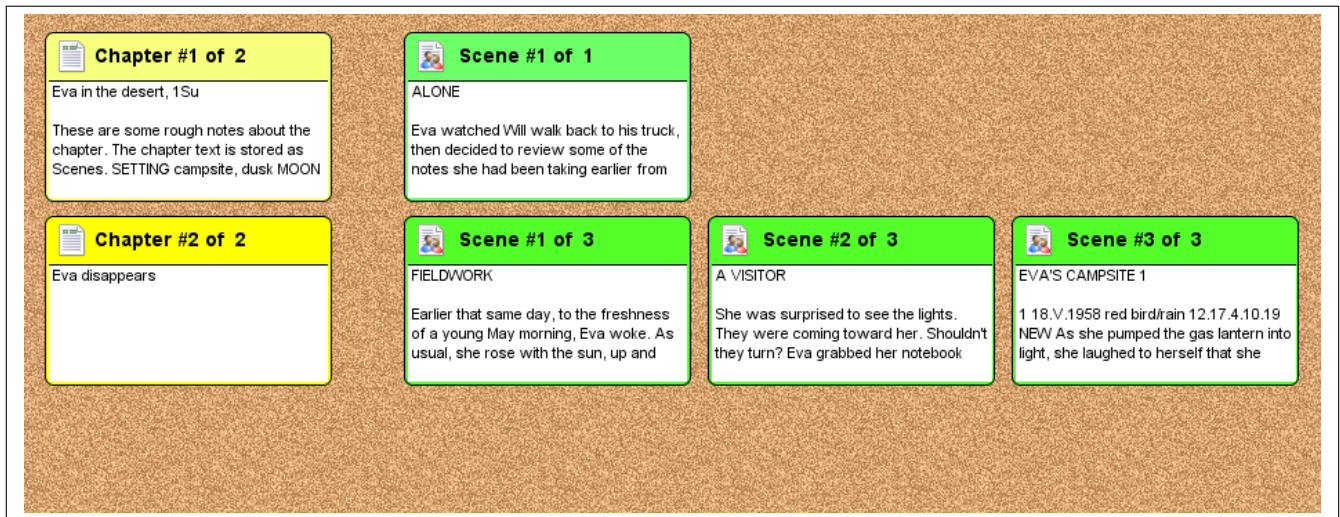 Chapter #1 of 2
Eva in the desert, 1Su
These are some rough notes about the
chapter. The chapter text is stored as
Scenes. SETTING campsite, dusk MOON
Scene #1 of 1
ALONE
Eva watched Will walk back to his truck,
then decided to review some of the
notes she had been taking earlier from
Chapter #2 of 2
Eva disappears
Scene #1 of 3
FIELDWORK
Earlier that same day, to the freshness
of a young May morning, Eva woke. As
usual, she rose with the sun, up and
Scene #2 of 3
A VISITOR
She was surprised to see the lights.
They were coming toward her. Shouldn't
they turn? Eva grabbed her notebook
Scene #3 of 3
EVA'S CAMPSITE 1
1 18.V.1958 red bird/rain 12.17.4.10.19
NEW As she pumped the gas lantern into
light, she laughed to herself that she